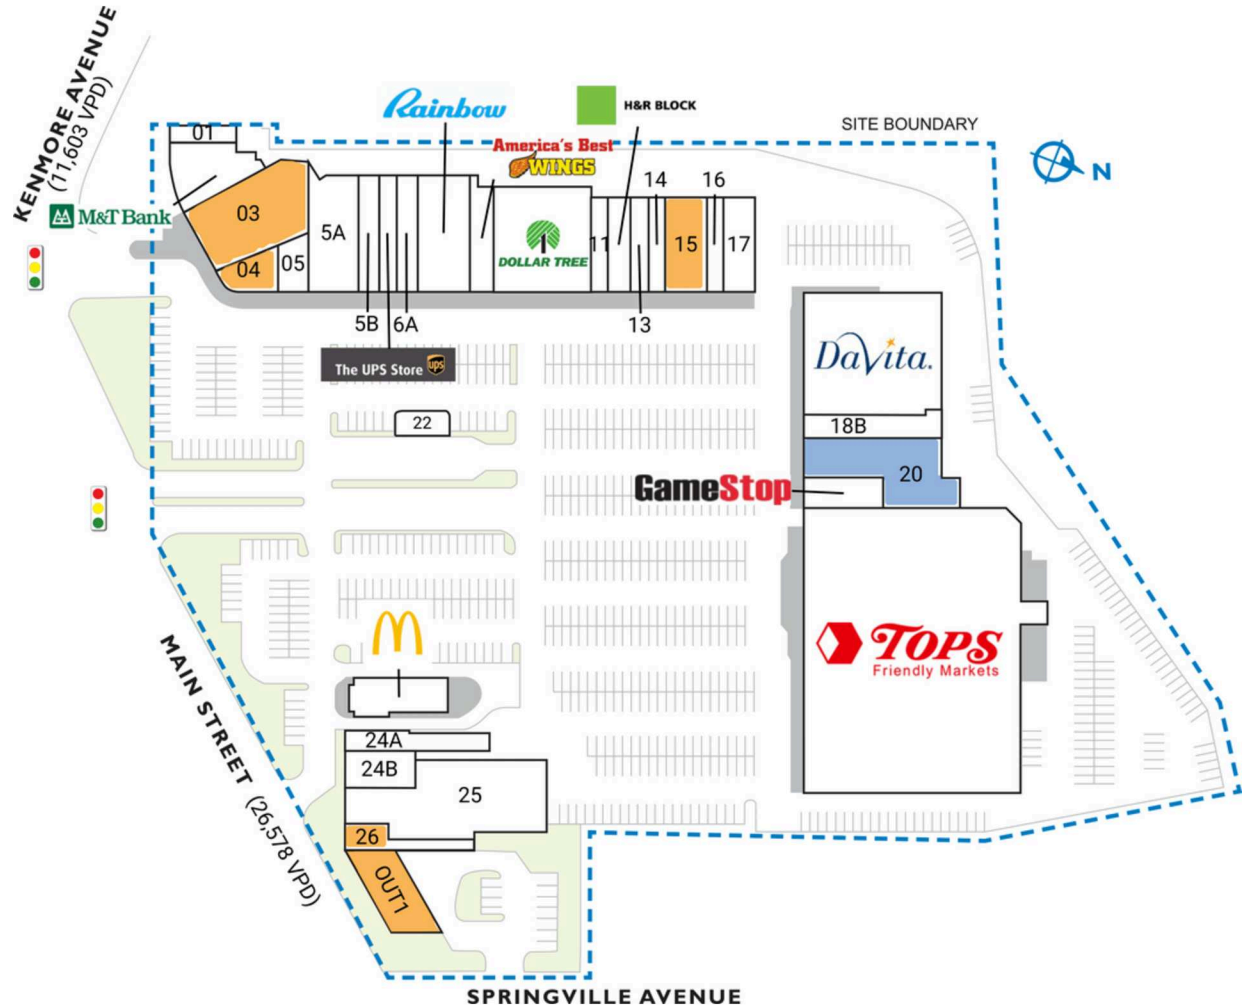 KENMORE AVENUE
(11,603 VPD)
Rainbow
H&R BLOCK
SITE BOUNDARY
N
01
America's Best
WINGS
M&T Bank
03
04
05
5A
DOLLAR TREE
11
14
15
16
17
5B
6A
13
The UPS Store
ups
22
DaVita.
18B
20
GameStop
TOPS
Friendly Markets
MAIN STREET (26,578 VPD)
24A
24B
25
26
OUT1
SPRINGVILLE AVENUE